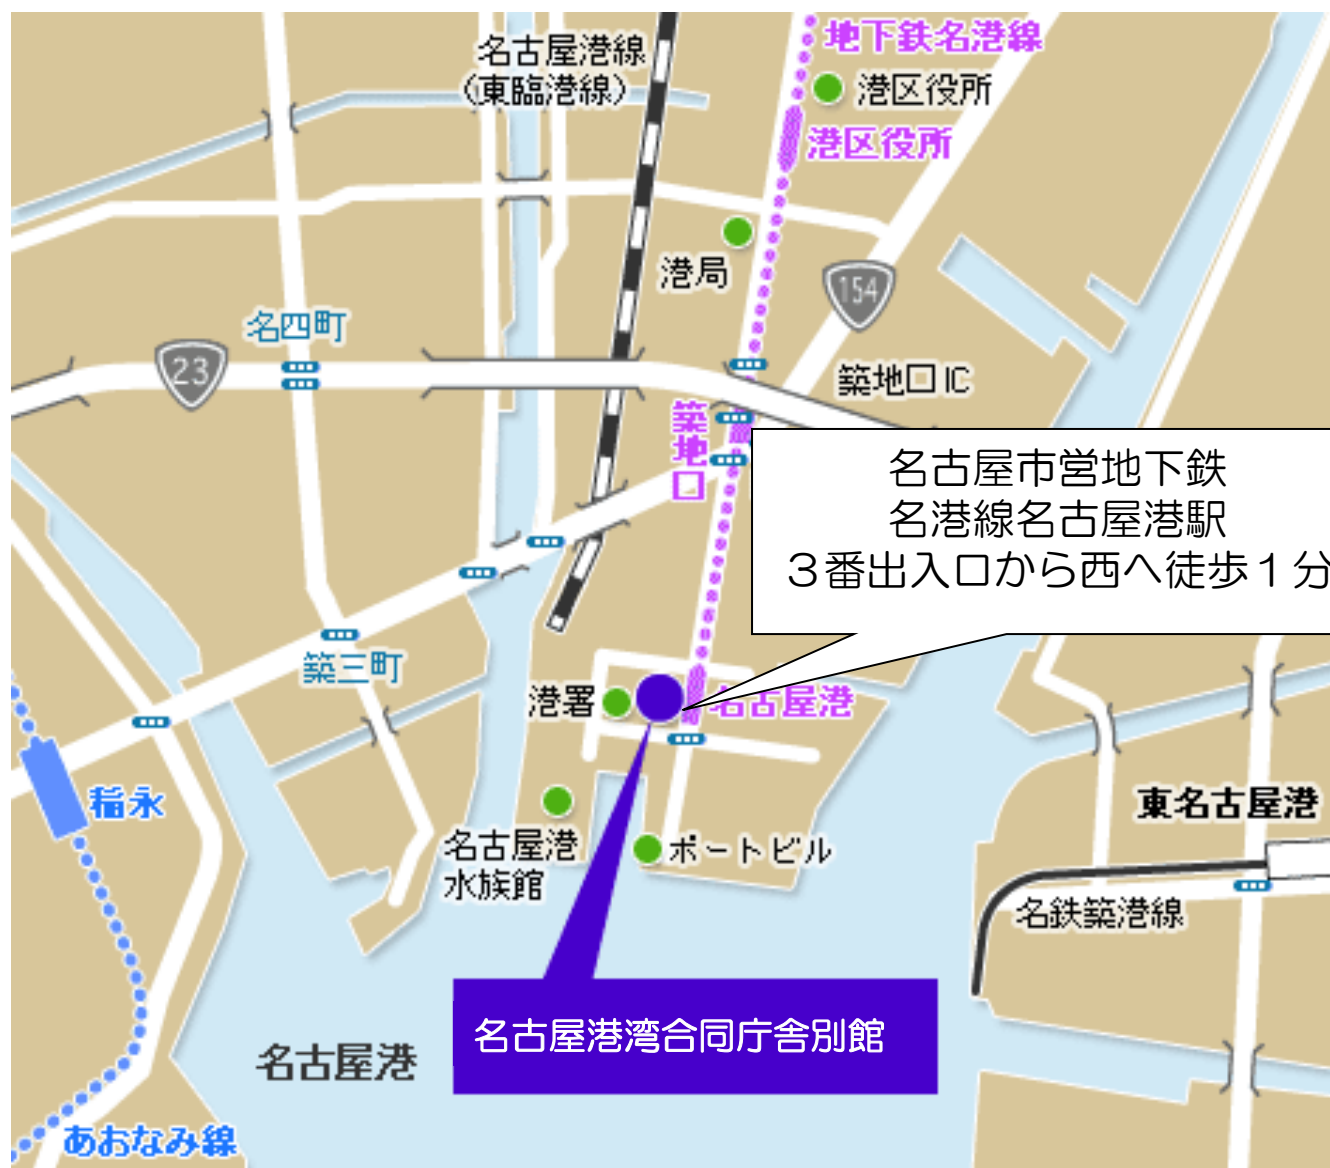 名古屋港線
(東臨港線)
地下鉄名港線
港区役所
港区役所
港局
154
名四町
23
築地口IC
築地口
名古屋市営地下鉄
名港線名古屋港駅
３番出入口から西へ徒歩１分
築三町
港署
名古屋港
稲永
東名古屋港
名古屋港
水族館
ポートビル
名鉄築港線
名古屋港湾合同庁舎別館
名古屋港
あおなみ線